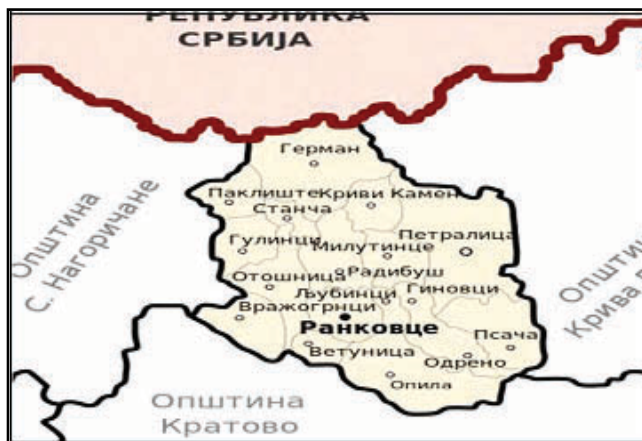 РЕПУБЛИКА
СРБИЈА
Герман
Паклиште
Криви Камен
Станча
ОПШТИНА
С. Нагоричане
Петралица
Гулинци
Милутинце
Отошница
Радибуш
Љубинци
Гиновци
ОПШТИНА
Крива
Вражогрнци
Ранковце
Псача
Ветуница
Одрено
Опила
ОПШТИНА
Кратово